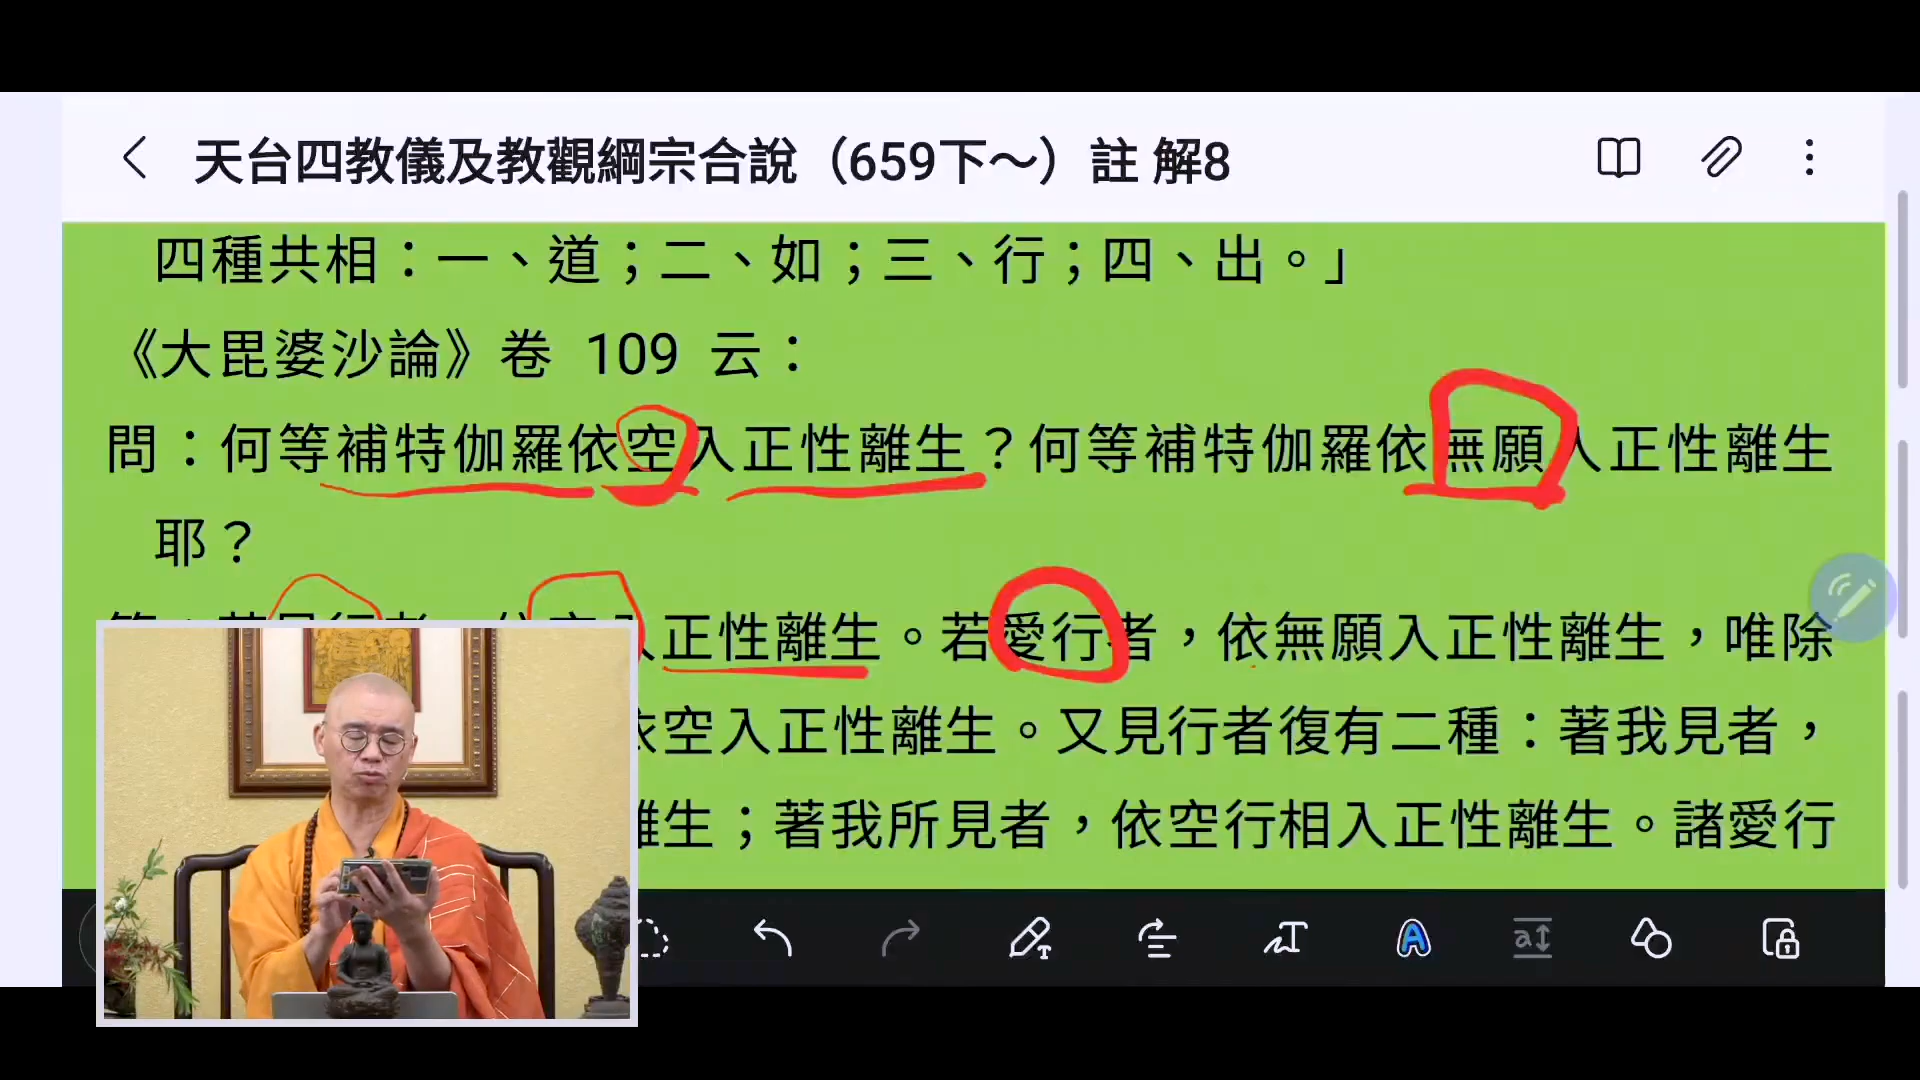 天台四教儀及教觀綱宗合說（659下～）註 解8
四種共相：一、道；二、如；三、行；四、出。」
《大毘婆沙論》卷 109 云：
問：何等補特伽羅依空入正性離生？何等補特伽羅依無願入正性離生
耶？
正性離生。若愛行者，依無願入正性離生，唯除
依空入正性離生。又見行者復有二種：著我見者，
離生；著我所見者，依空行相入正性離生。諸愛行